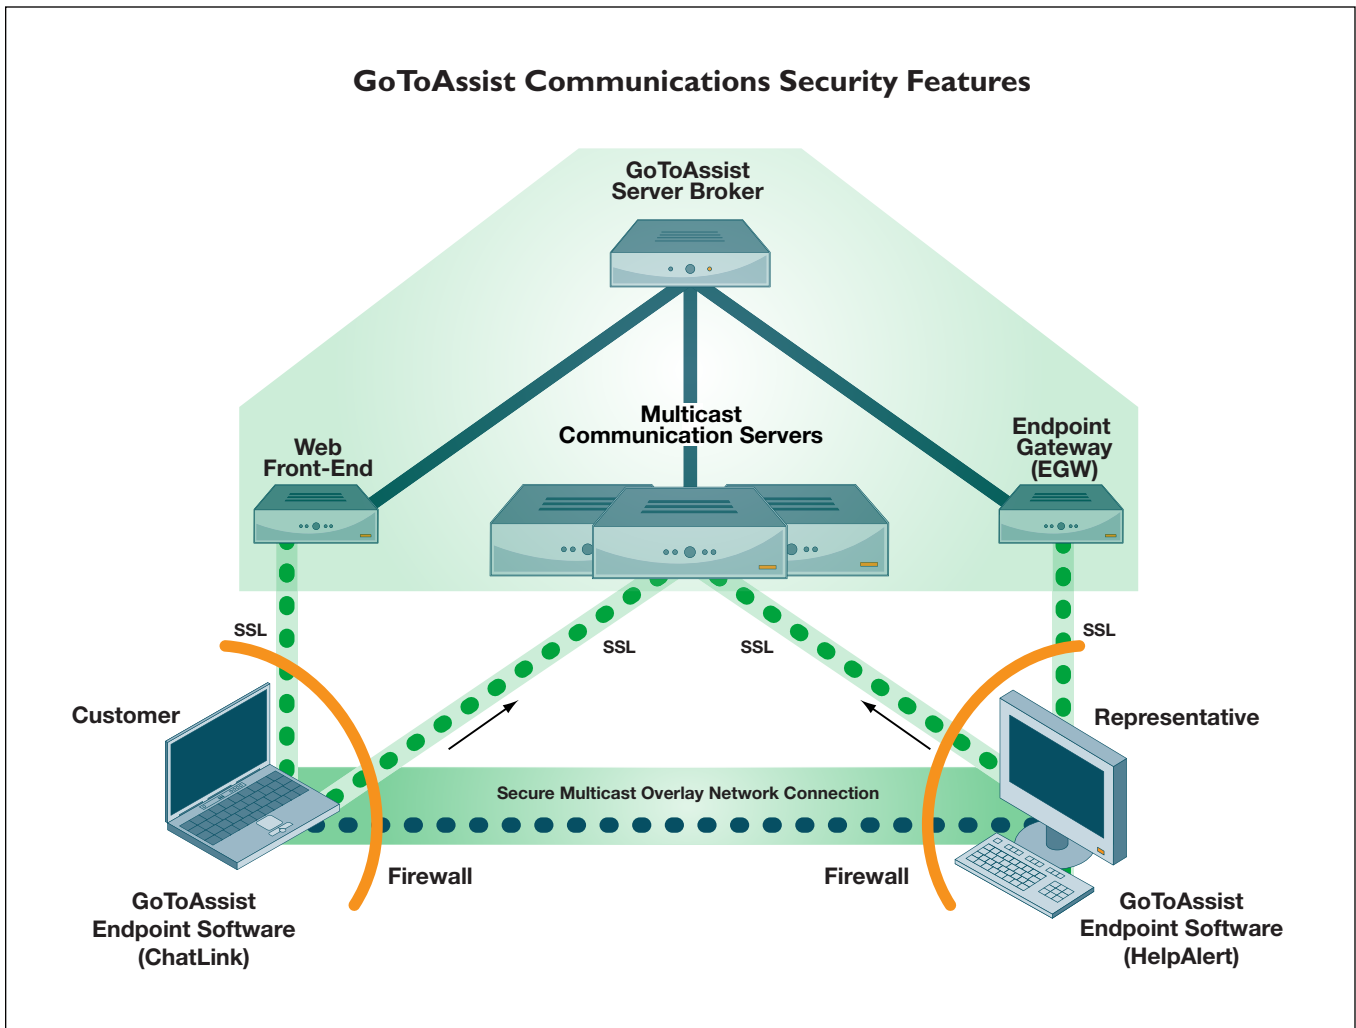 GoToAssist Communications Security Features
GoToAssist
Server Broker
Multicast
Communication Servers
Web
Front-End
Endpoint
Gateway
(EGW)
SSL
SSL
SSL
SSL
Customer
Representative
Secure Multicast Overlay Network Connection
Firewall
Firewall
GoToAssist
Endpoint Software
(ChatLink)
GoToAssist
Endpoint Software
(HelpAlert)